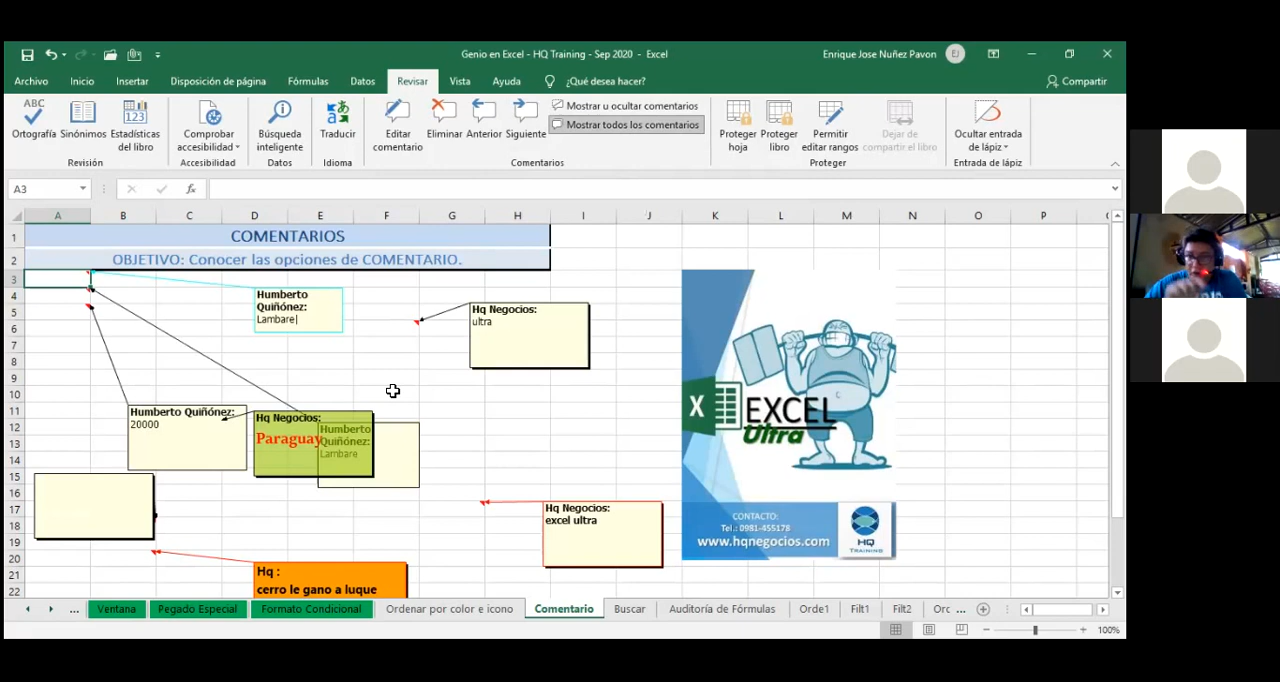 Genio en Excel - HQ Training - Sep 2020 - Excel
Enrique Jose Nuñez Pavon
EJ
Archivo
Inicio
Insertar
Disposición de página
Fórmulas
Datos
Revisar
Vista
Ayuda
¿Qué desea hacer?
Compartir
ABC
Ortografía
Sinónimos
123
Estadísticas
del libro
Revisión
Comprobar
accesibilidad
Accesibilidad
Búsqueda
inteligente
Datos
Traducir
Idioma
Editar
comentario
Eliminar
Anterior
Siguiente
Mostrar u ocultar comentarios
Mostrar todos los comentarios
Comentarios
Proteger
hoja
Proteger
libro
Permitir
editar rangos
Dejar de
compartir el libro
Proteger
Ocultar entrada
de lápiz
Entrada de lápiz
A3
fx
A B C D E F G H I J K L M N O P
1
2
3
4
5
6
7
8
9
10
11
12
13
14
15
16
17
18
19
20
21
22
COMENTARIOS
OBJETIVO: Conocer las opciones de COMENTARIO.
Humberto
Quiñónez:
Lambare
Hq Negocios:
ultra
Humberto Quiñónez:
20000
Hq Negocios:
Paraguay
Humberto
Quiñónez:
Lambare
Hq Negocios:
excel ultra
Hq :
cerro le gano a luque
X
EXCEL
Ultra
CONTACTO:
Tel.: 0981-455178
www.hqnegocios.com
HQ
TRAINING
...
Ventana
Pegado Especial
Formato Condicional
Ordenar por color e icono
Comentario
Buscar
Auditoría de Fórmulas
Orde1
Filt1
Filt2
Orc ...
100%